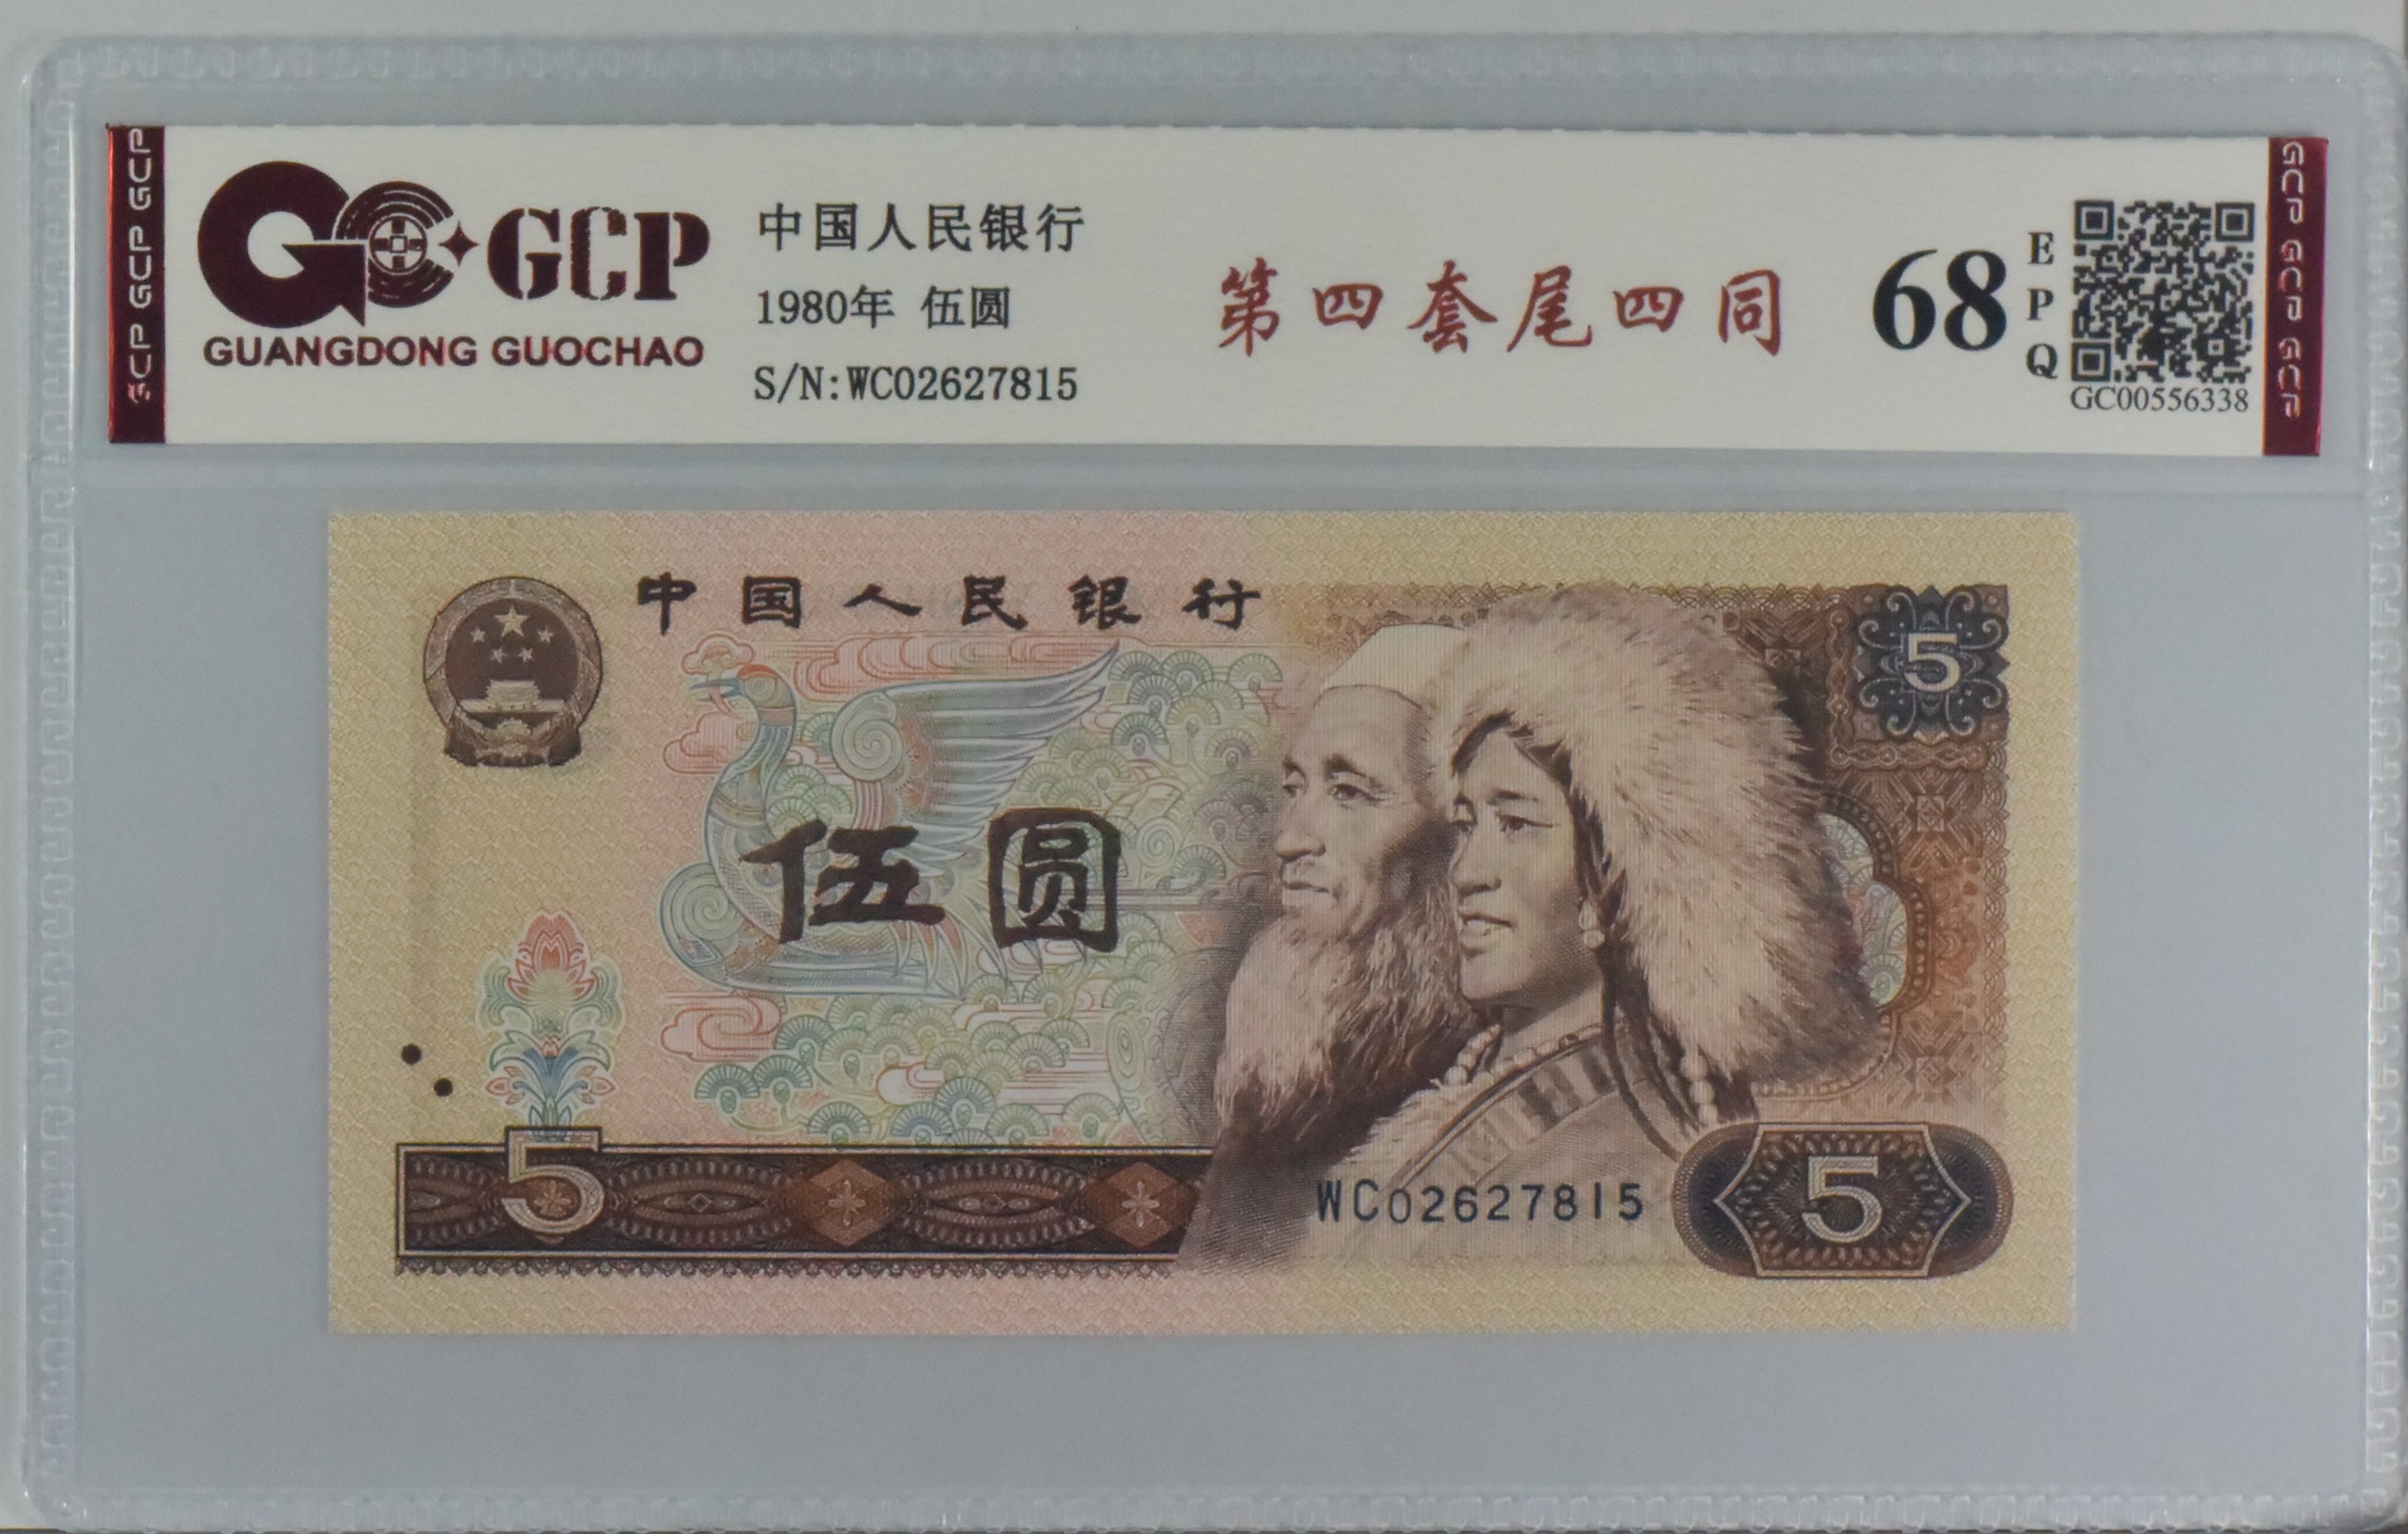 GCP GCP GCP
GC GCP
GUANGDONG GUOCHAO
中国人民银行
1980年 伍圆
S/N:WC02627815
第四套尾四同
68
EPQ
GC00556338
GCP GCP GCP
中国人民银行
5
伍圆
5
WC02627815
5